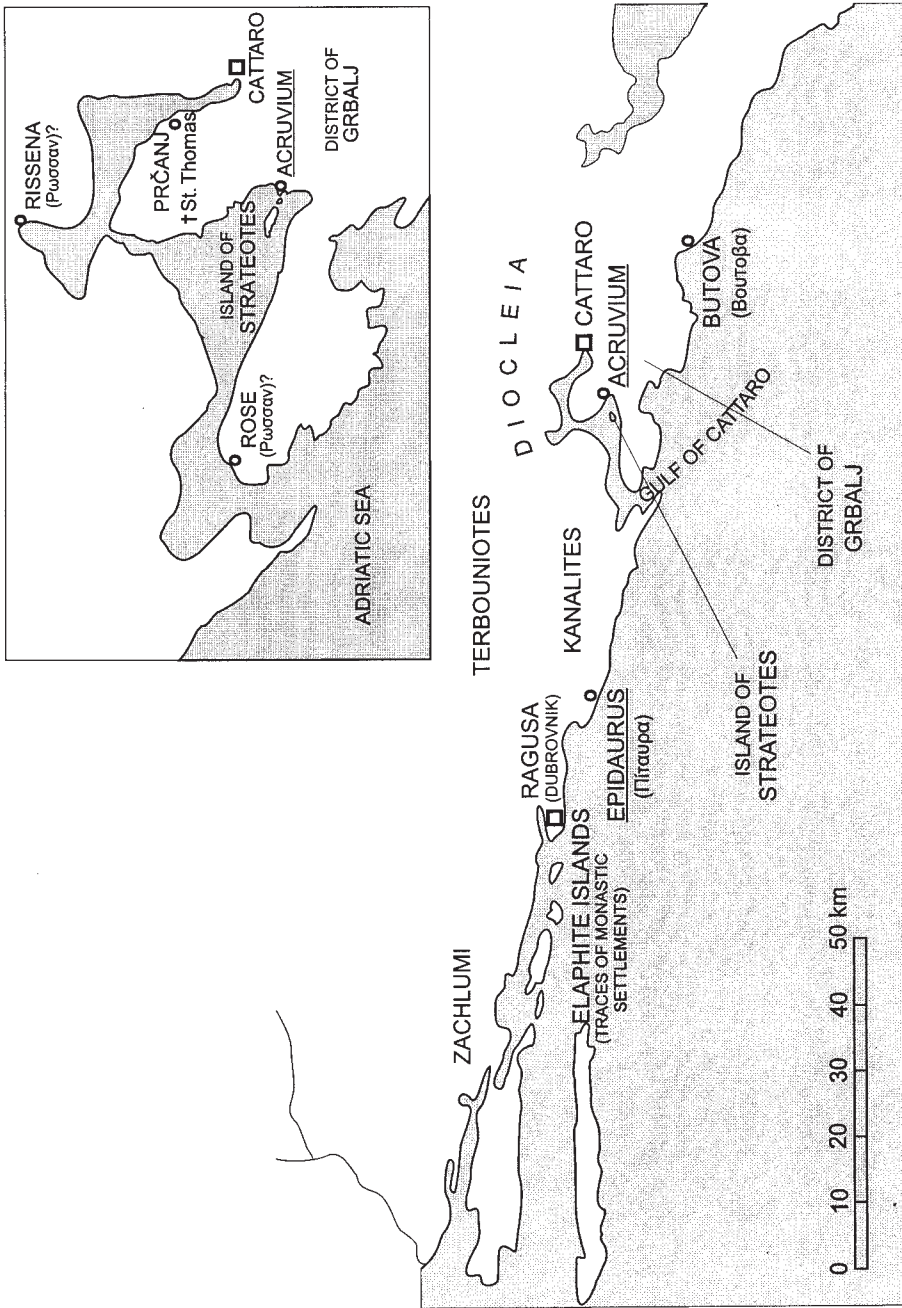 RISSENA
(Ρωσσαν)?
PRČANJ
✝ St. Thomas
CATTARO
ISLAND OF
STRATEOTES
ACRUVIUM
DISTRICT OF
GRBALJ
ROSE
(Ρωσσαν)?
ADRIATIC SEA
ZACHLUMI
TERBOUNIOTES
DIOCLEIA
KANALITES
RAGUSA
(DUBROVNIK)
EPIDAURUS
(Πίταυρα)
ELAPHITE ISLANDS
(TRACES OF MONASTIC
SETTLEMENTS)
CATTARO
ACRUVIUM
GULF OF CATTARO
BUTOVA
(Βουτοβα)
ISLAND OF
STRATEOTES
DISTRICT OF
GRBALJ
0 10 20 30 40 50 km